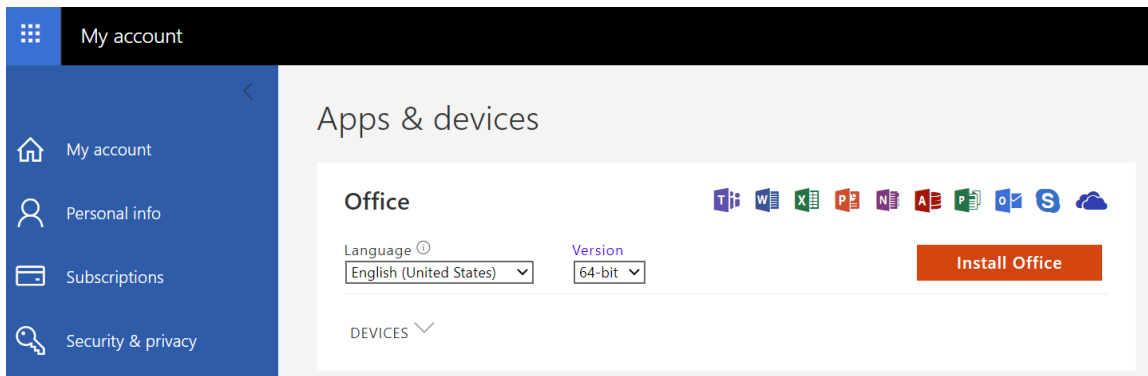 My account
My account
Personal info
Subscriptions
Security & privacy
Apps & devices
Office
Language
Version
English (United States)
64-bit
Install Office
DEVICES